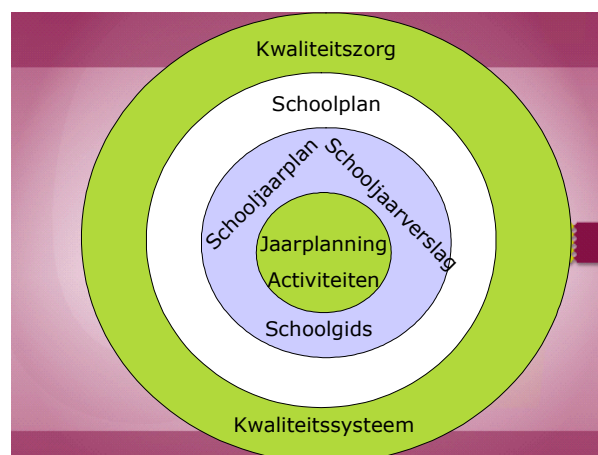 Kwaliteitszorg
Schoolplan
Schooljaarplan
Schooljaarverslag
Jaarplanning
Activiteiten
Schoolgids
Kwaliteitssysteem